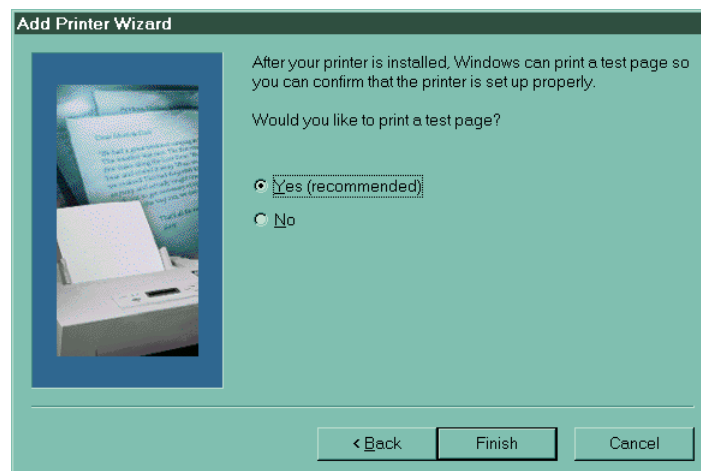 Add Printer Wizard
After your printer is installed, Windows can print a test page so
you can confirm that the printer is set up properly.
Would you like to print a test page?
Yes (recommended)
No
< Back
Finish
Cancel